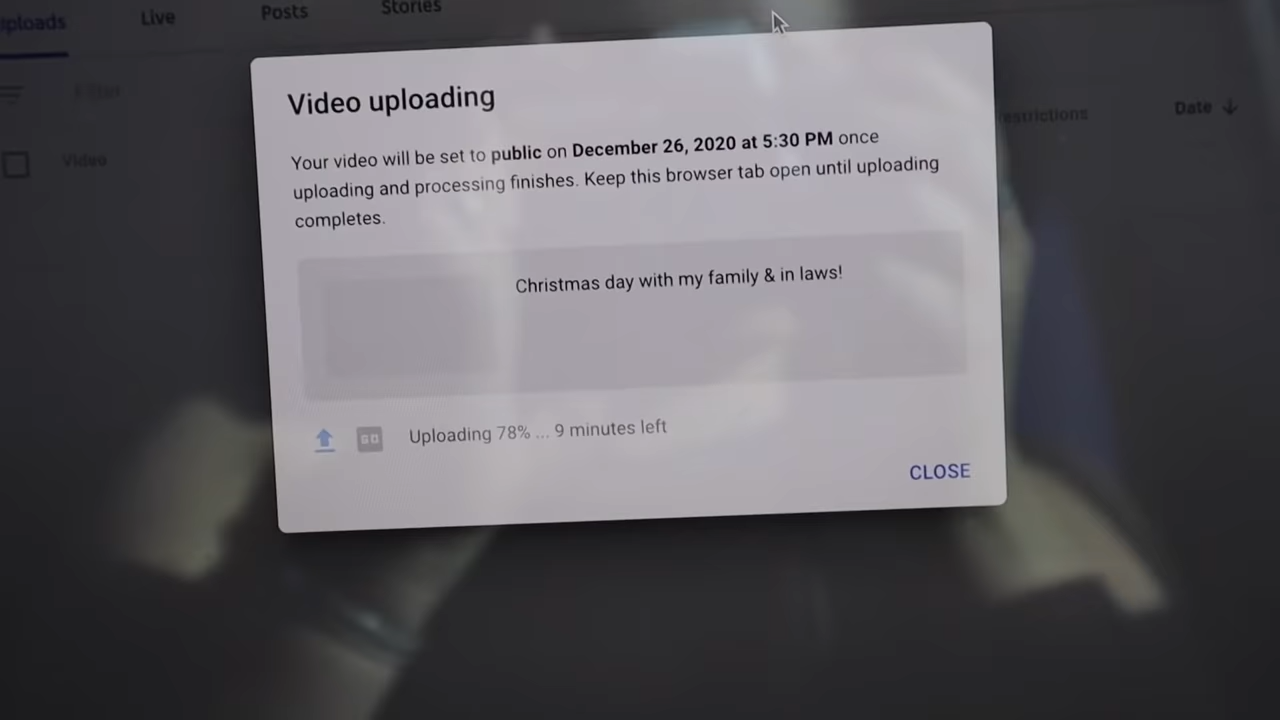 Uploads
Live
Posts
Stories
Filter
Video uploading
Your video will be set to public on December 26, 2020 at 5:30 PM once
uploading and processing finishes. Keep this browser tab open until uploading
completes.
Christmas day with my family & in laws!
Uploading 78% ... 9 minutes left
CLOSE
Video
Date